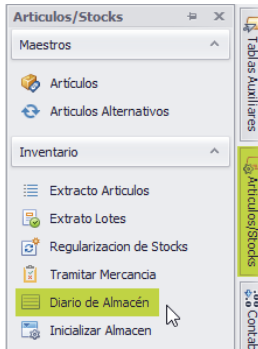 Articulos/Stocks
Maestros
Artículos
Articulos Alternativos
Inventario
Extracto Articulos
Extrato Lotes
Regularizacion de Stocks
Tramitar Mercancia
Diario de Almacén
Inicializar Almacen
Tablas Auxiliares
Articulos/Stocks